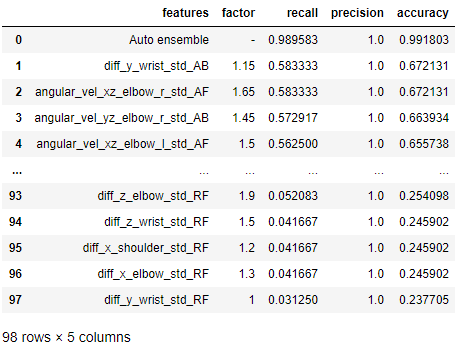 features factor recall precision accuracy
0 Auto ensemble - 0.989583 1.0 0.991803
1 diff_y_wrist_std_AB 1.15 0.583333 1.0 0.672131
2 angular_vel_xz_elbow_r_std_AF 1.65 0.583333 1.0 0.672131
3 angular_vel_yz_elbow_r_std_AB 1.45 0.572917 1.0 0.663934
4 angular_vel_xz_elbow_l_std_AF 1.5 0.562500 1.0 0.655738
... ... ... ... ... ...
93 diff_z_elbow_std_RF 1.9 0.052083 1.0 0.254098
94 diff_z_wrist_std_RF 1.5 0.041667 1.0 0.245902
95 diff_x_shoulder_std_RF 1.2 0.041667 1.0 0.245902
96 diff_x_elbow_std_RF 1.3 0.041667 1.0 0.245902
97 diff_y_wrist_std_RF 1 0.031250 1.0 0.237705
98 rows × 5 columns